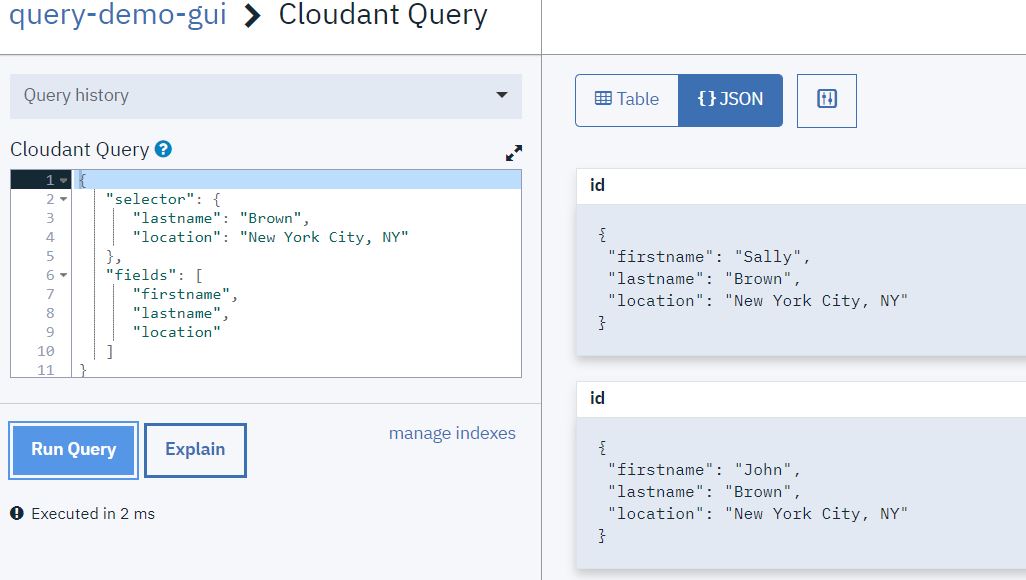 query-demo-gui > Cloudant Query
Query history
Cloudant Query ?
1 {
2 "selector": {
3 "lastname": "Brown",
4 "location": "New York City, NY"
5 },
6 "fields": [
7 "firstname",
8 "lastname",
9 "location"
10 ]
11 }
Run Query
Explain
manage indexes
Executed in 2 ms
Table
{} JSON
id
{
"firstname": "Sally",
"lastname": "Brown",
"location": "New York City, NY"
}
id
{
"firstname": "John",
"lastname": "Brown",
"location": "New York City, NY"
}